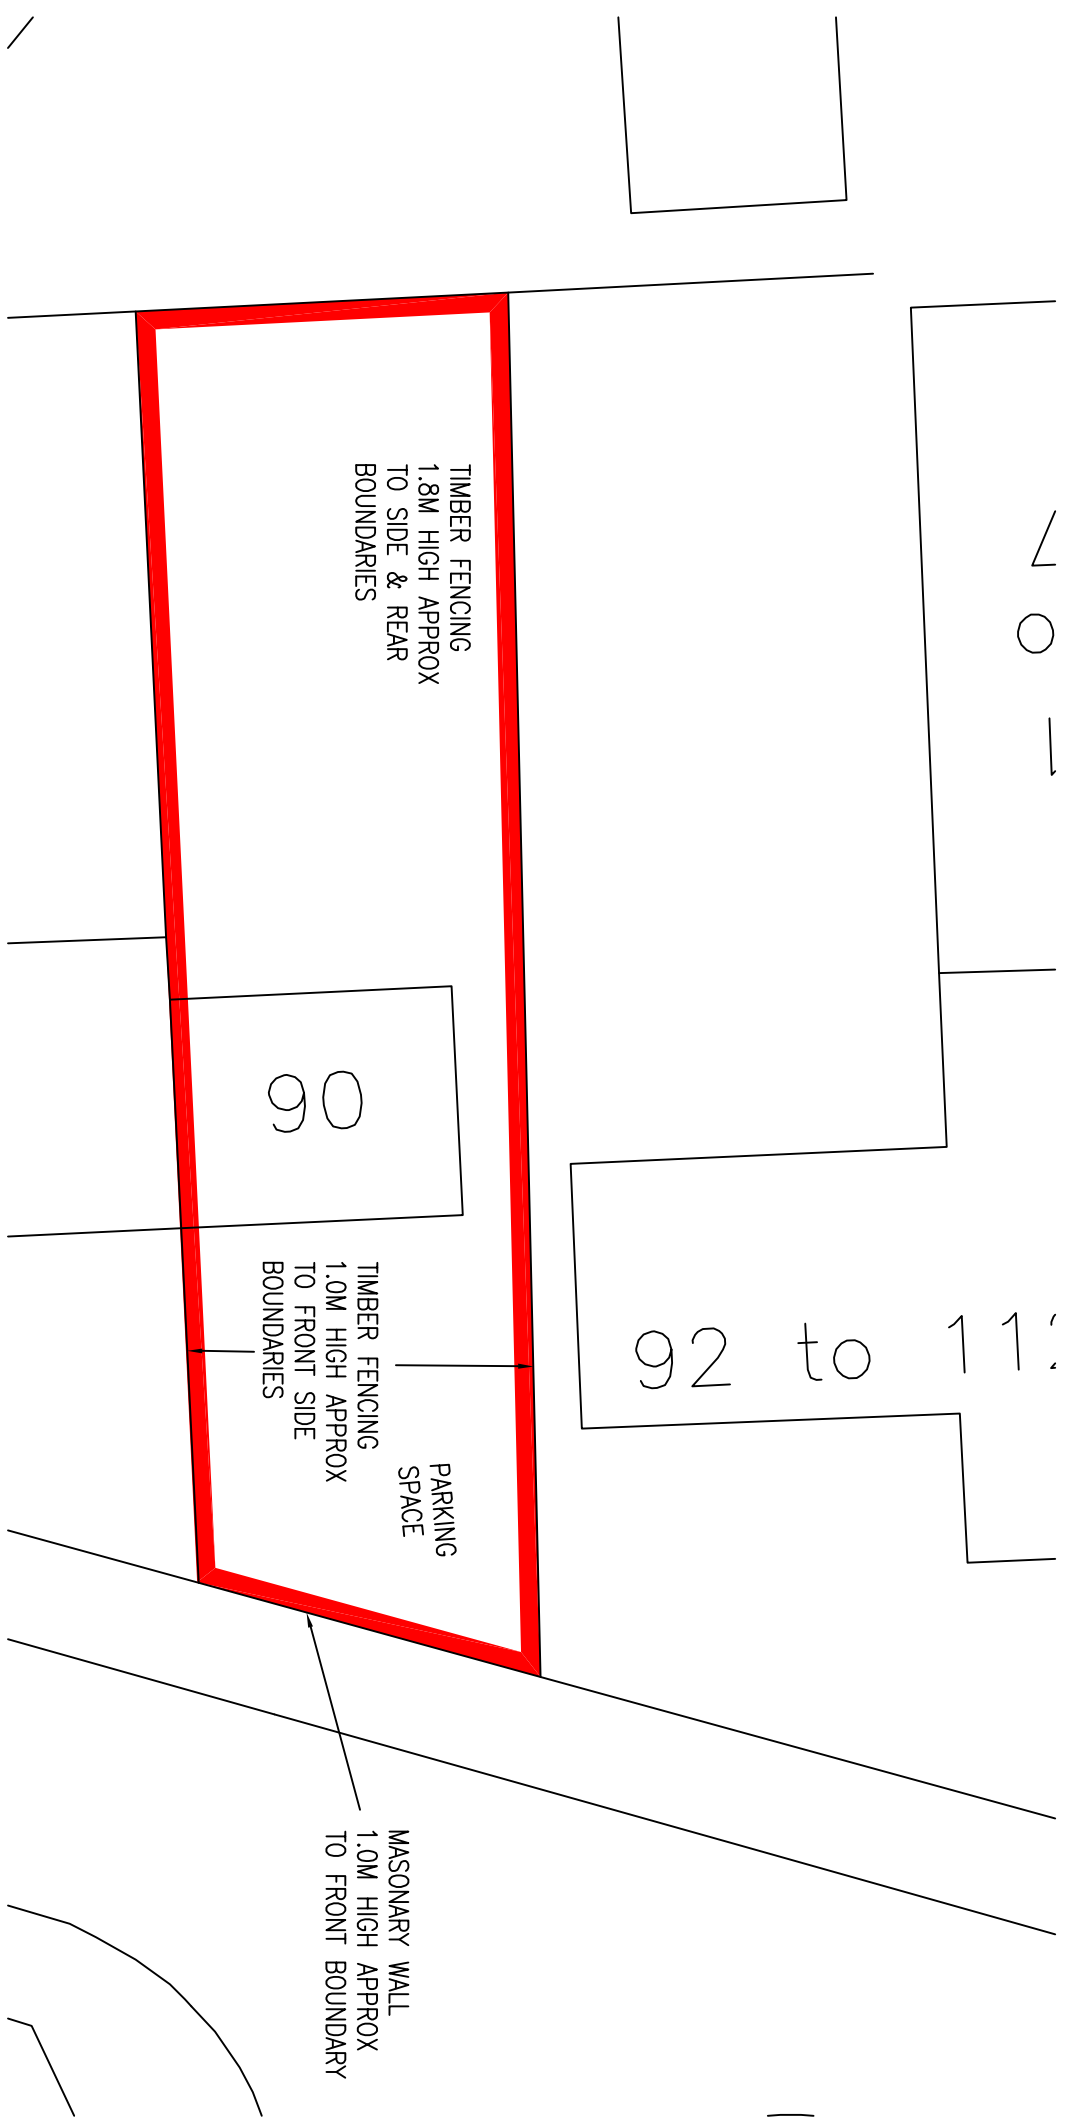 TIMBER FENCING
1.8M HIGH APPROX
TO SIDE & REAR
BOUNDARIES
90
TIMBER FENCING
1.0M HIGH APPROX
TO FRONT SIDE
BOUNDARIES
PARKING
SPACE
92 to 112
MASONARY WALL
1.0M HIGH APPROX
TO FRONT BOUNDARY